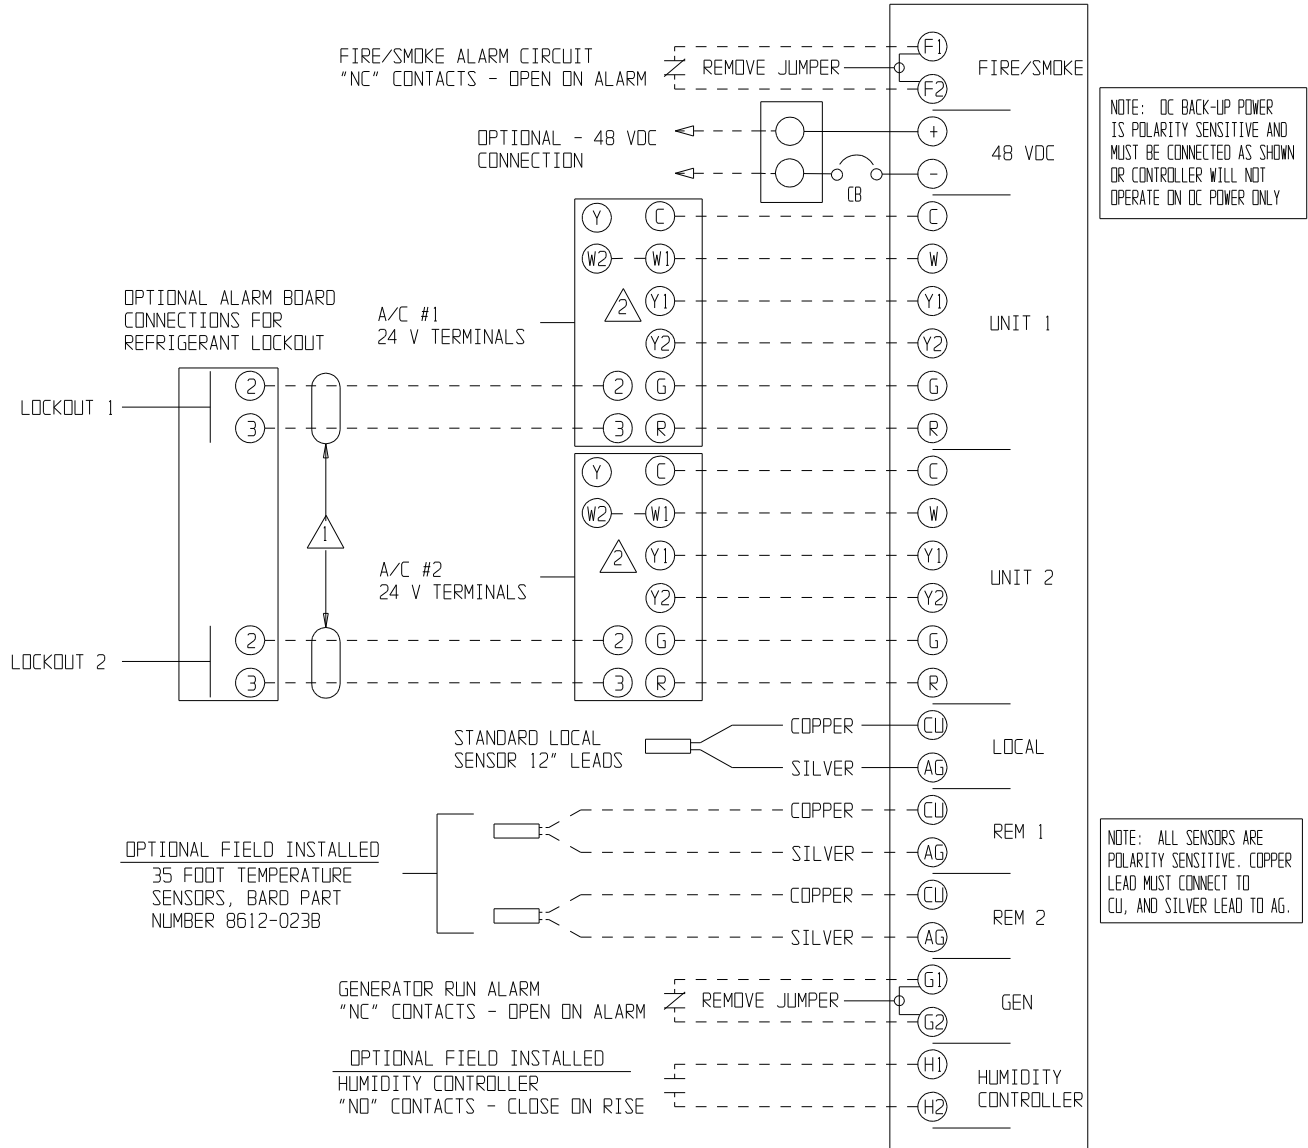 FIRE/SMOKE ALARM CIRCUIT
"NC" CONTACTS - OPEN ON ALARM
REMOVE JUMPER
F1
F2
FIRE/SMOKE
NOTE: DC BACK-UP POWER
IS POLARITY SENSITIVE AND
MUST BE CONNECTED AS SHOWN
OR CONTROLLER WILL NOT
OPERATE ON DC POWER ONLY
OPTIONAL - 48 VDC
CONNECTION
CB
+
-
48 VDC
OPTIONAL ALARM BOARD
CONNECTIONS FOR
REFRIGERANT LOCKOUT
LOCKOUT 1
2
3
1
LOCKOUT 2
2
3
A/C #1
24 V TERMINALS
Y C
W2 W1
2 Y1
Y2
2 G
3 R
C
W
Y1
Y2
G
R
UNIT 1
A/C #2
24 V TERMINALS
Y C
W2 W1
2 Y1
Y2
2 G
3 R
C
W
Y1
Y2
G
R
UNIT 2
STANDARD LOCAL
SENSOR 12" LEADS
COPPER CU
SILVER AG
LOCAL
OPTIONAL FIELD INSTALLED
35 FOOT TEMPERATURE
SENSORS, BARD PART
NUMBER 8612-023B
COPPER CU
SILVER AG
REM 1
COPPER CU
SILVER AG
REM 2
NOTE: ALL SENSORS ARE
POLARITY SENSITIVE. COPPER
LEAD MUST CONNECT TO
CU, AND SILVER LEAD TO AG.
GENERATOR RUN ALARM
"NC" CONTACTS - OPEN ON ALARM
REMOVE JUMPER
G1
G2
GEN
OPTIONAL FIELD INSTALLED
HUMIDITY CONTROLLER
"NO" CONTACTS - CLOSE ON RISE
H1
H2
HUMIDITY
CONTROLLER